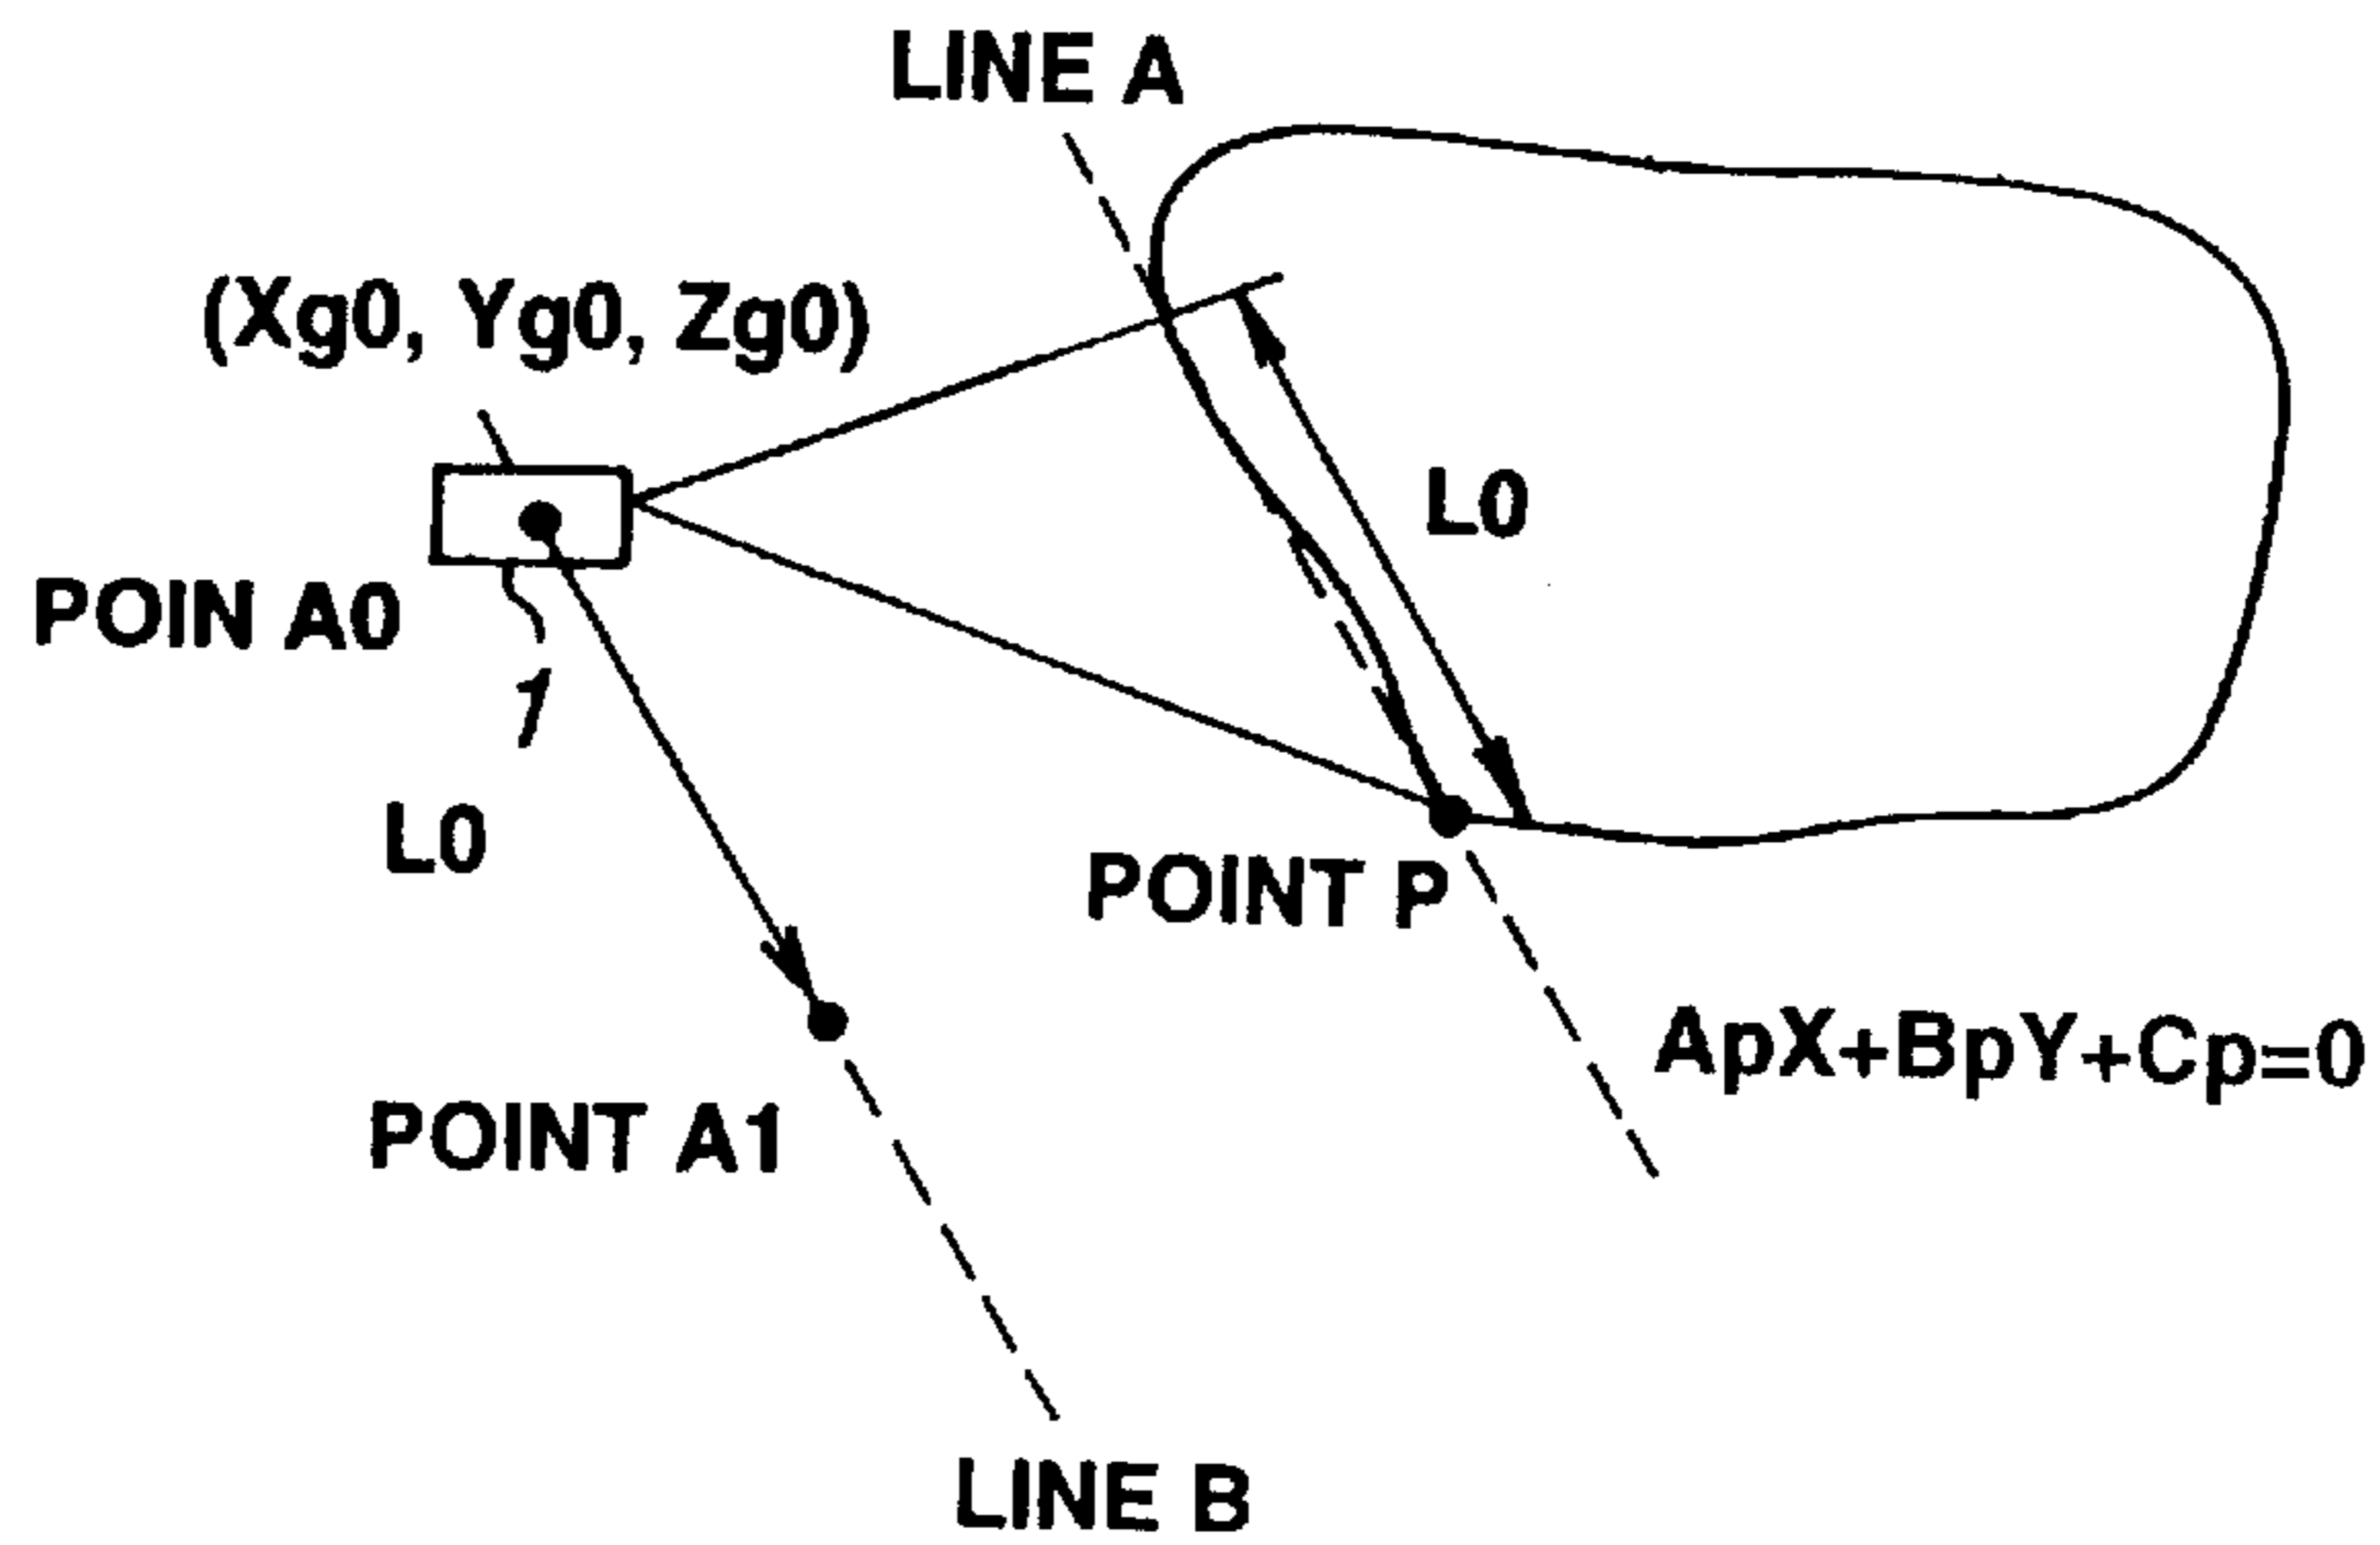 LINE A
(Xg0, Yg0, Zg0)
L0
POIN A0
1
L0
POINT P
ApX+BpY+Cp=0
POINT A1
LINE B